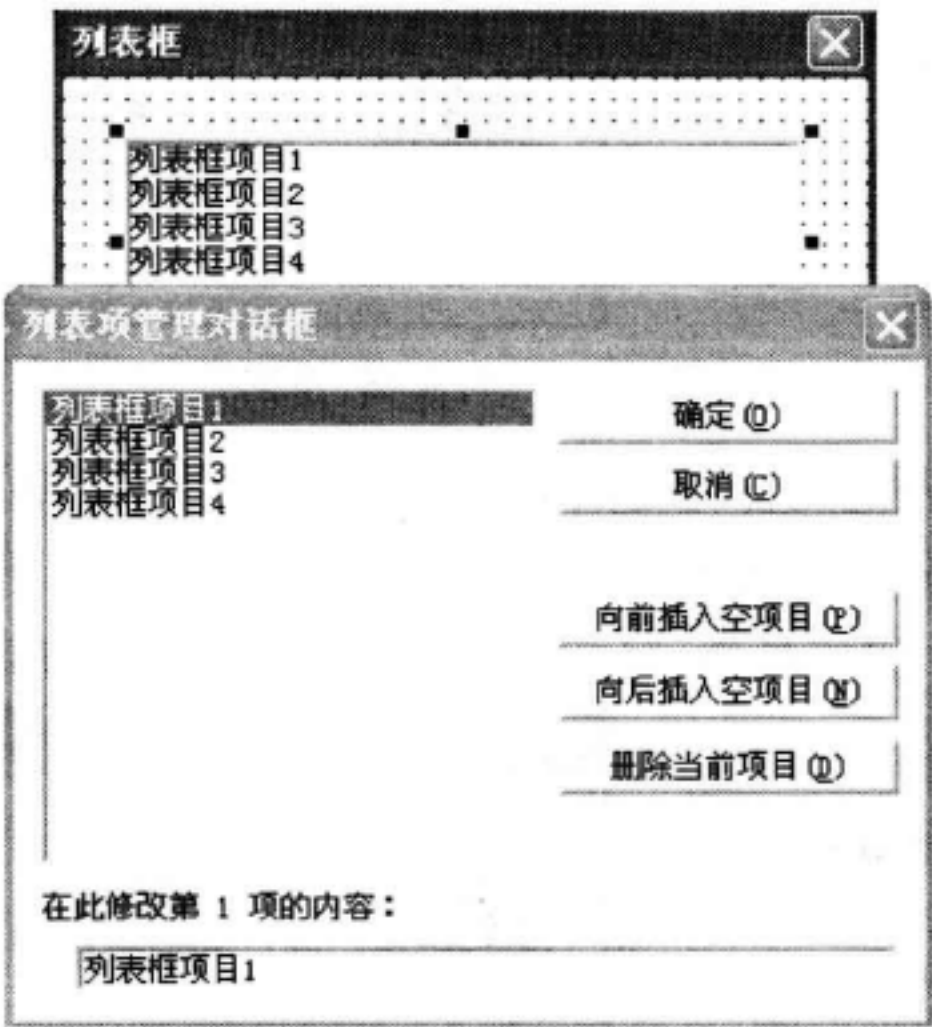 列表框
列表框项目1
列表框项目2
列表框项目3
列表框项目4
列表项管理对话框
列表框项目1
列表框项目2
列表框项目3
列表框项目4
确定(O)
取消(C)
向前插入空项目(P)
向后插入空项目(N)
删除当前项目(D)
在此修改第 1 项的内容：
列表框项目1